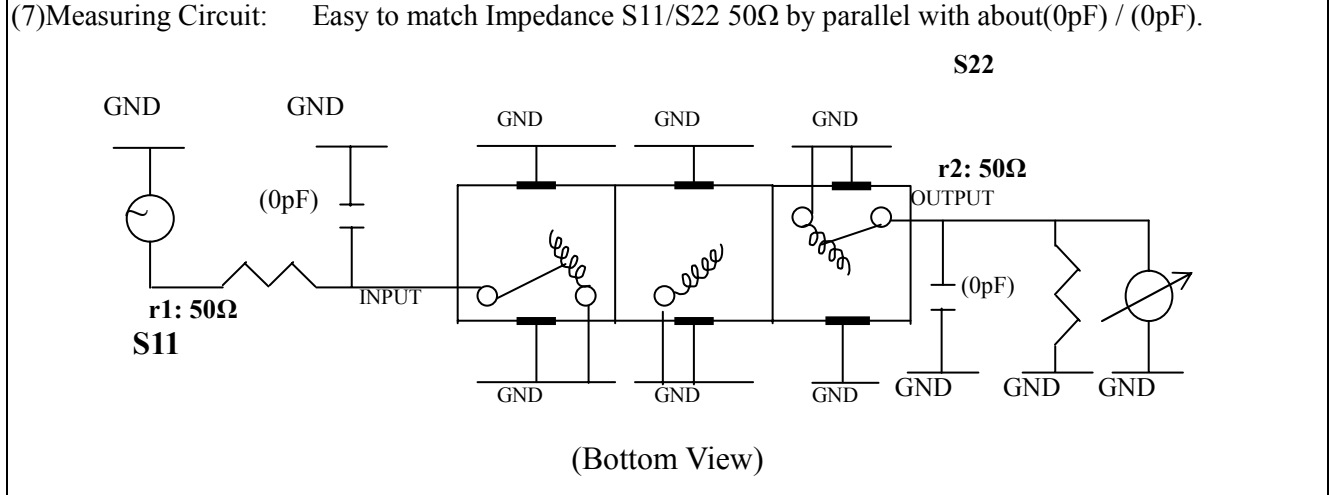 (7)Measuring Circuit: Easy to match Impedance S11/S22 50Ω by parallel with about(0pF) / (0pF).
S22
GND GND GND GND GND
r2: 50Ω
(0pF) OUTPUT
(0pF)
INPUT
r1: 50Ω
S11
GND GND GND GND GND GND
(Bottom View)